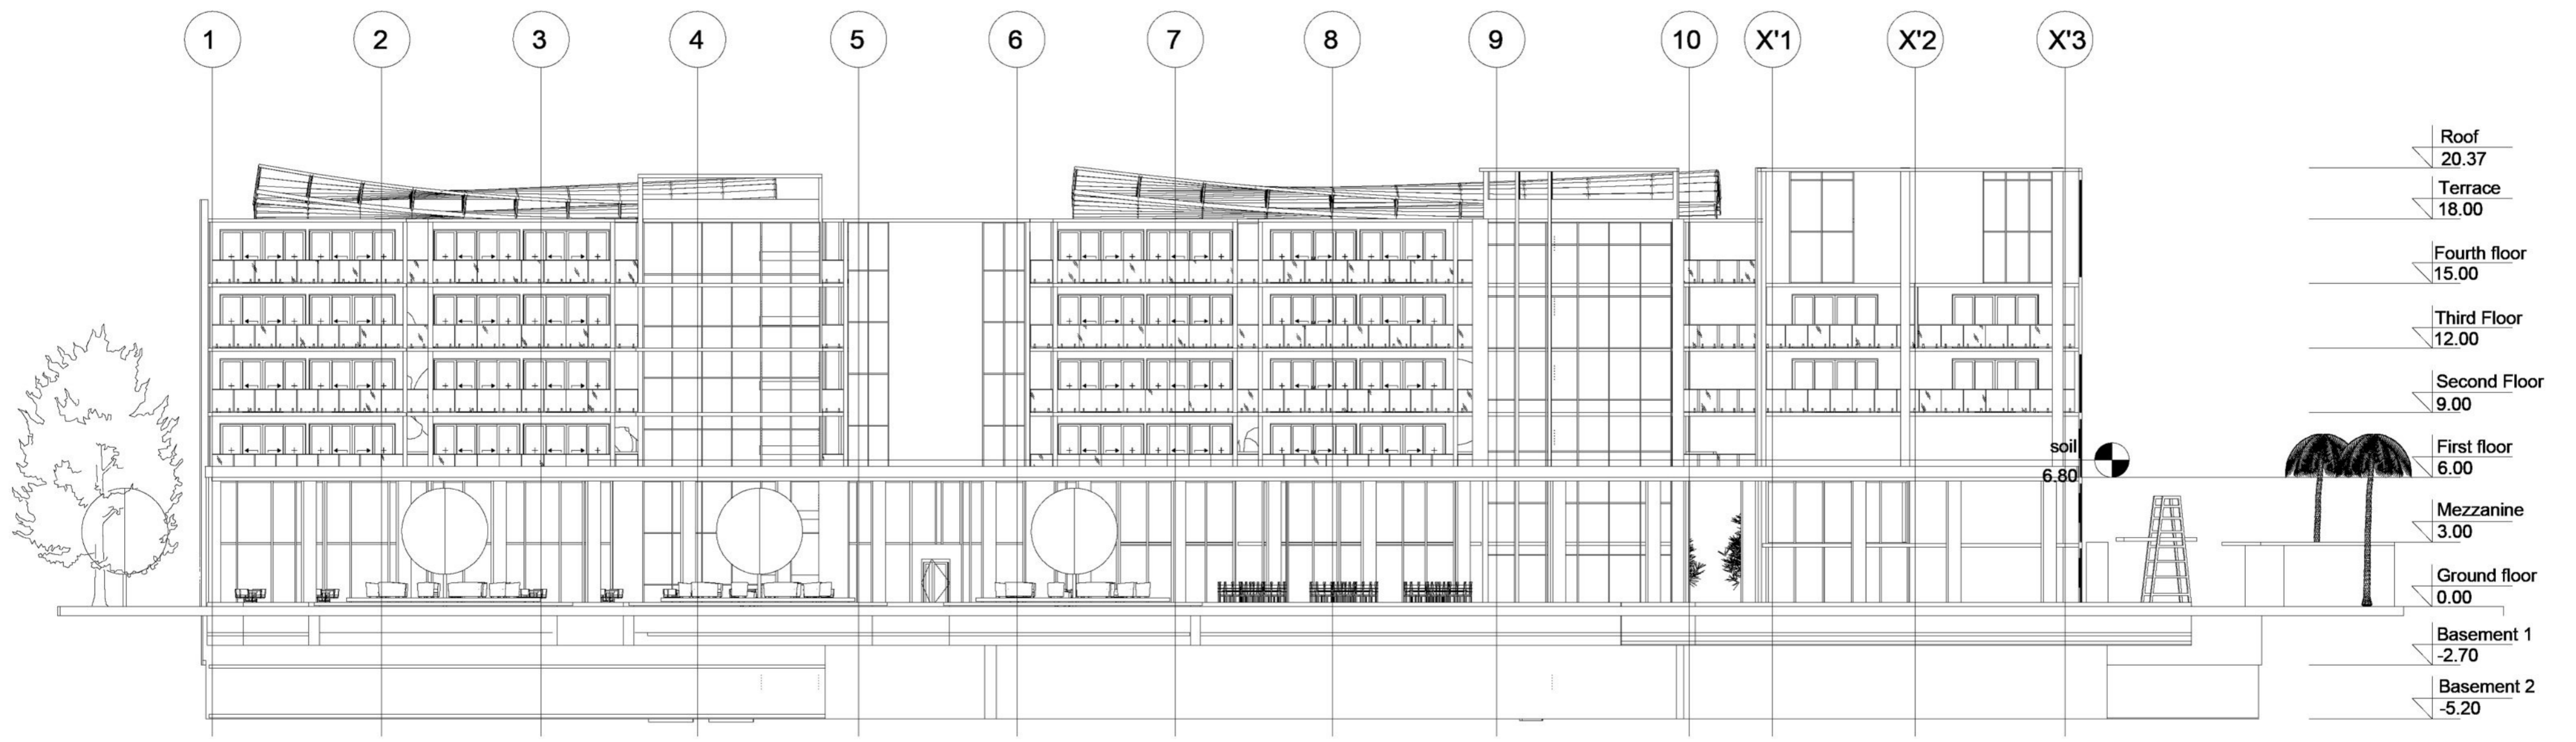 1 2 3 4 5 6 7 8 9 10 X'1 X'2 X'3
Roof
20.37
Terrace
18.00
Fourth floor
15.00
Third Floor
12.00
Second Floor
9.00
soil
6.80
First floor
6.00
Mezzanine
3.00
Ground floor
0.00
Basement 1
-2.70
Basement 2
-5.20